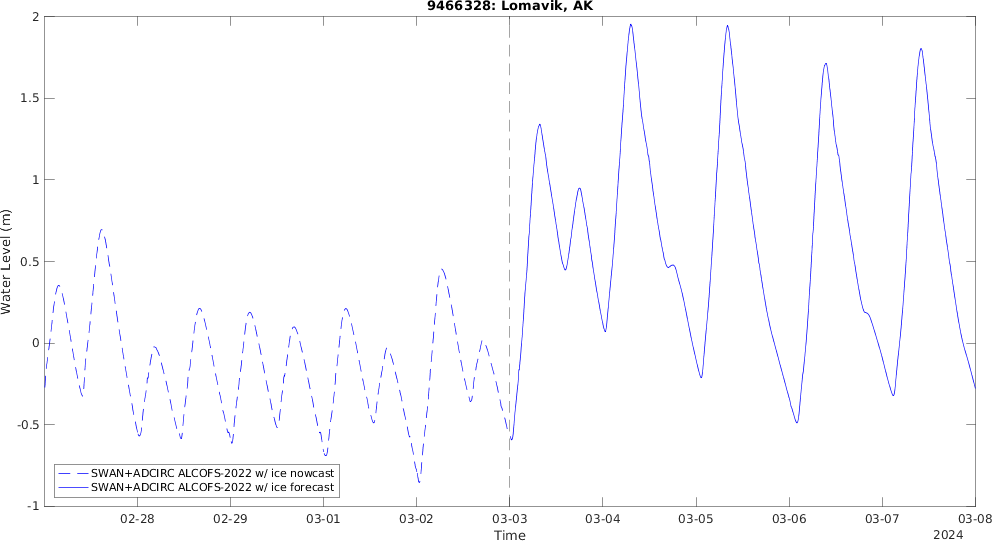 9466328: Lomavik, AK
2
1.5
1
0.5
0
-0.5
-1
Water Level (m)
SWAN+ADCIRC ALCOFS-2022 w/ ice nowcast
SWAN+ADCIRC ALCOFS-2022 w/ ice forecast
02-28 02-29 03-01 03-02 03-03 03-04 03-05 03-06 03-07 03-08
Time
2024